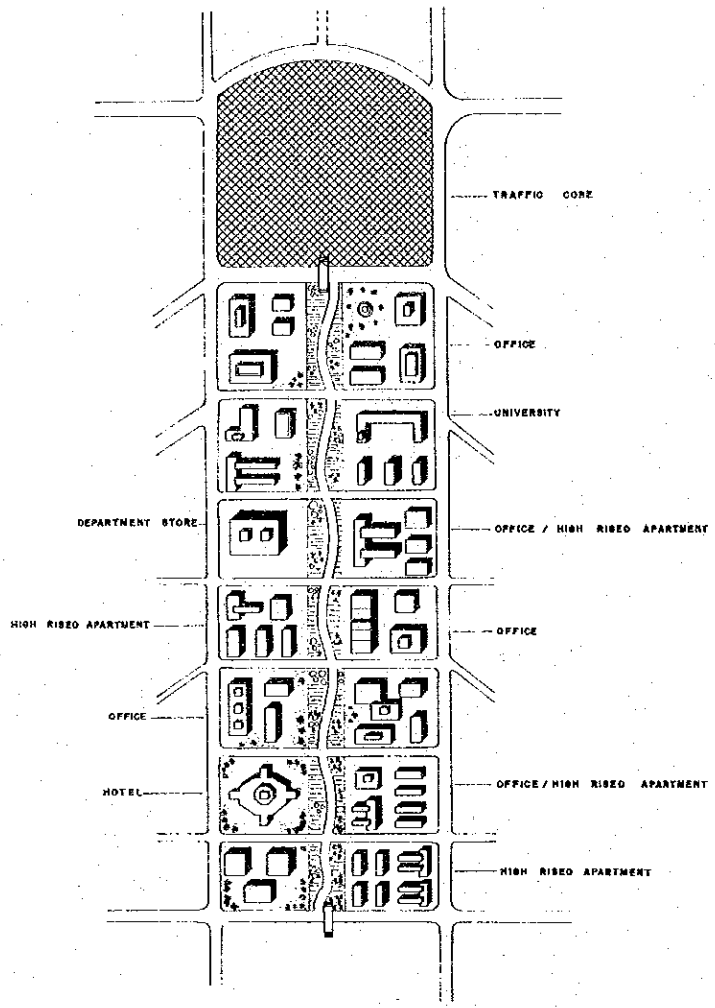 TRAFFIC CORE
OFFICE
UNIVERSITY
DEPARTMENT STORE
OFFICE / HIGH RISED APARTMENT
HIGH RISED APARTMENT
OFFICE
OFFICE
HOTEL
OFFICE / HIGH RISED APARTMENT
HIGH RISED APARTMENT